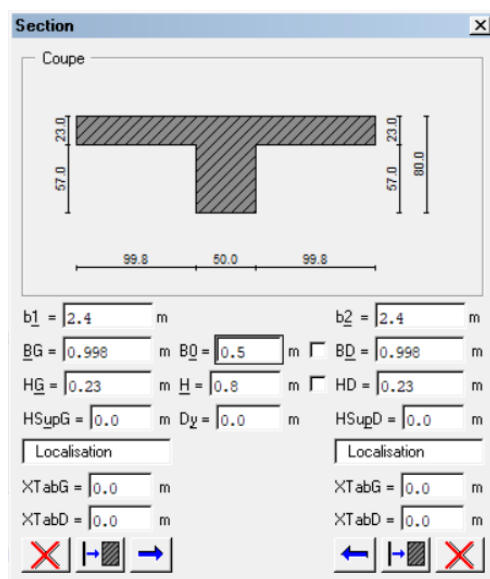 Section
Coupe
23.0 23.0
57.0 57.0 80.0
99.8 50.0 99.8
b1 = 2.4 m b2 = 2.4 m
BG = 0.998 m B0 = 0.5 m BD = 0.998 m
HG = 0.23 m H = 0.8 m HD = 0.23 m
HSupG = 0.0 m Dy = 0.0 m HSupD = 0.0 m
Localisation Localisation
XTabG = 0.0 m XTabG = 0.0 m
XTabD = 0.0 m XTabD = 0.0 m